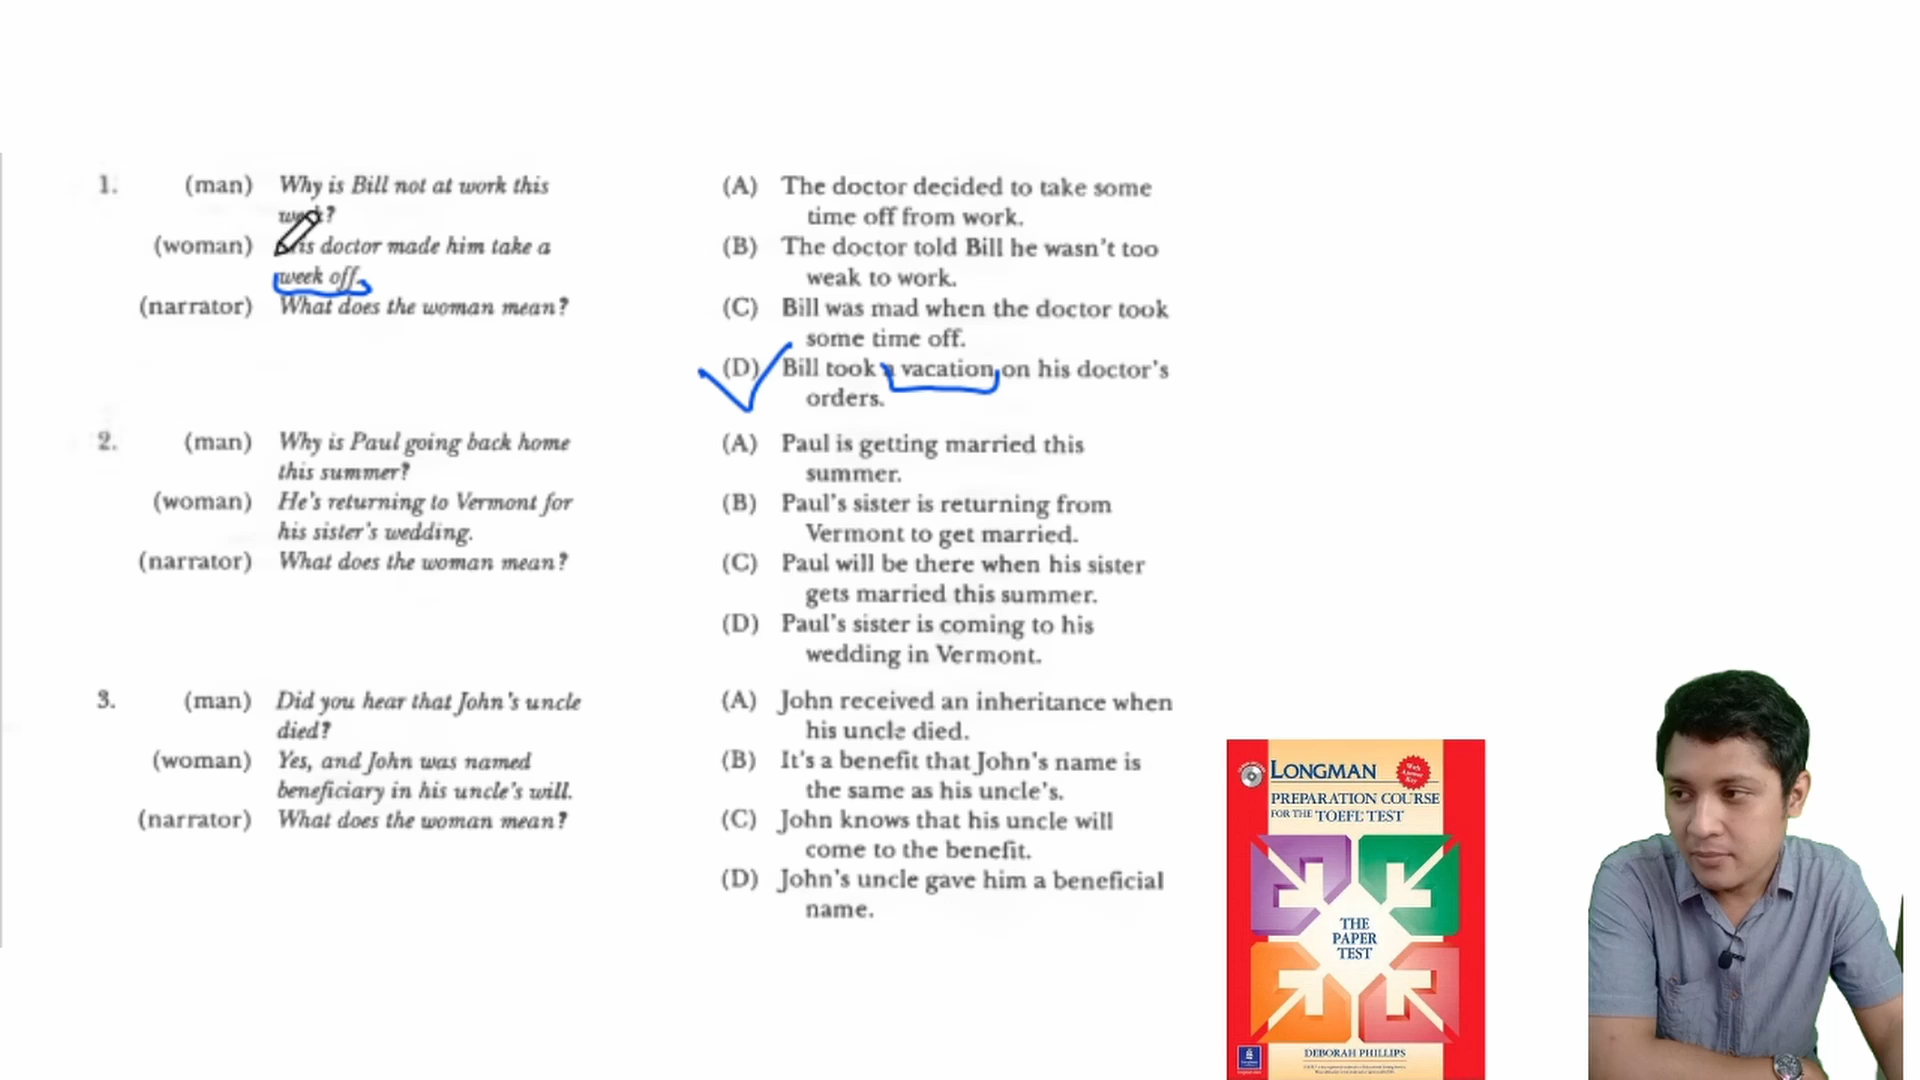 1. (man) Why is Bill not at work this
?
(woman) doctor made him take a
week off.
(narrator) What does the woman mean?
(A) The doctor decided to take some
time off from work.
(B) The doctor told Bill he wasn't too
weak to work.
(C) Bill was mad when the doctor took
some time off.
(D) Bill took a vacation on his doctor's
orders.
2. (man) Why is Paul going back home
this summer?
(woman) He's returning to Vermont for
his sister's wedding.
(narrator) What does the woman mean?
(A) Paul is getting married this
summer.
(B) Paul's sister is returning from
Vermont to get married.
(C) Paul will be there when his sister
gets married this summer.
(D) Paul's sister is coming to his
wedding in Vermont.
3. (man) Did you hear that John's uncle
died?
(woman) Yes, and John was named
beneficiary in his uncle's will.
(narrator) What does the woman mean?
(A) John received an inheritance when
his uncle died.
(B) It's a benefit that John's name is
the same as his uncle's.
(C) John knows that his uncle will
come to the benefit.
(D) John's uncle gave him a beneficial
name.
LONGMAN
With
Answer
Key
PREPARATION COURSE
FOR THE TOEFL TEST
THE
PAPER
TEST
DEBORAH PHILLIPS